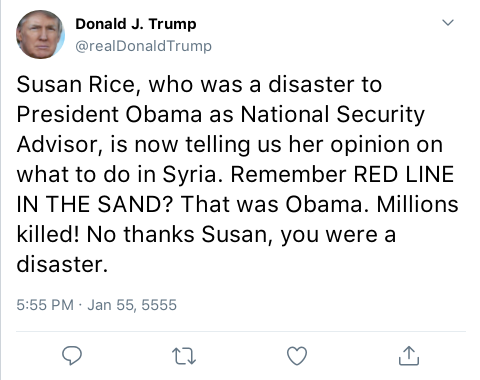 Donald J. Trump
@realDonaldTrump
Susan Rice, who was a disaster to
President Obama as National Security
Advisor, is now telling us her opinion on
what to do in Syria. Remember RED LINE
IN THE SAND? That was Obama. Millions
killed! No thanks Susan, you were a
disaster.
5:55 PM · Jan 55, 5555